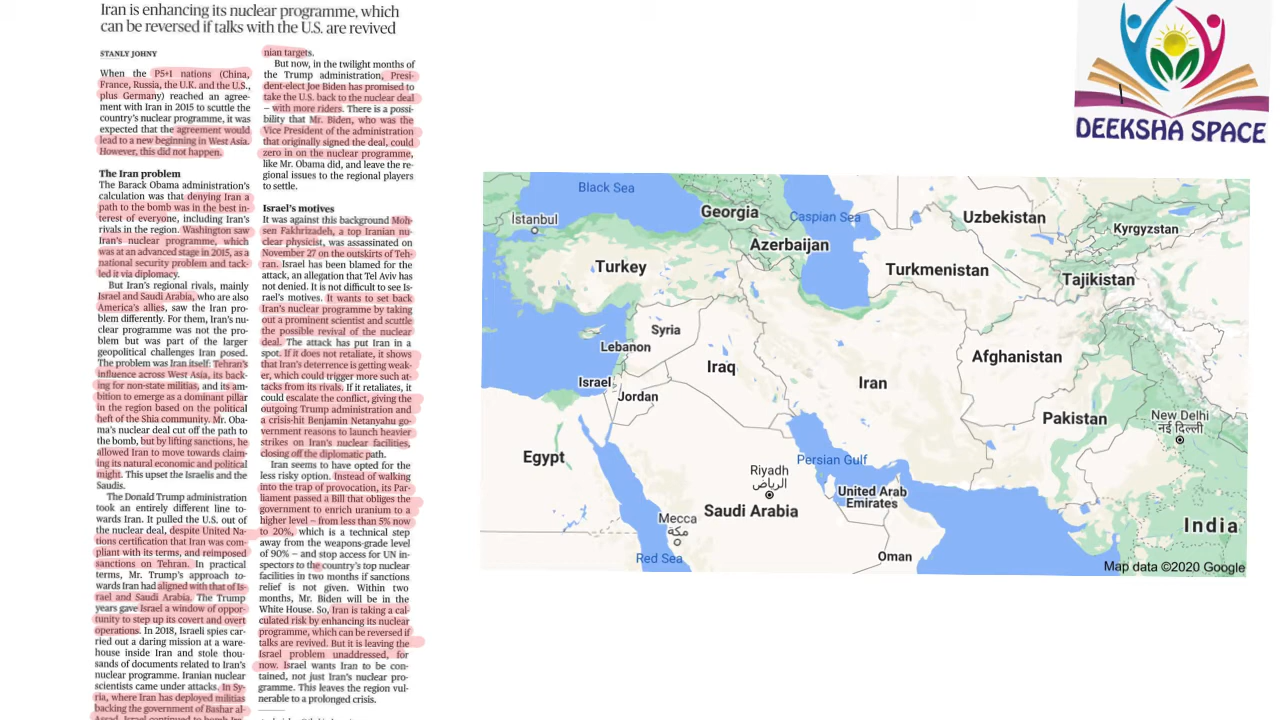 Iran is enhancing its nuclear programme, which
can be reversed if talks with the U.S. are revived
STANLY JOHNY
When the P5+1 nations (China,
France, Russia, the U.K. and the U.S.,
plus Germany) reached an agree-
ment with Iran in 2015 to scuttle the
country's nuclear programme, it was
expected that the agreement would
lead to a new beginning in West Asia.
However, this did not happen.
The Iran problem
The Barack Obama administration's
calculation was that denying Iran a
path to the bomb was in the best in-
terest of everyone, including Iran's
rivals in the region. Washington saw
Iran's nuclear programme, which
was at an advanced stage in 2015, as a
national security problem and tack-
led it via diplomacy.
But Iran's regional rivals, mainly
Israel and Saudi Arabia, who are also
America's allies, saw the Iran pro-
blem differently. For them, Iran's nu-
clear programme was not the pro-
blem but was part of the larger
geopolitical challenges Iran posed.
The problem was Iran itself: Tehran's
influence across West Asia, its back-
ing for non-state militias, and its am-
bition to emerge as a dominant pillar
in the region based on the political
heft of the Shia community. Mr. Oba-
ma's nuclear deal cut off the path to
the bomb, but by lifting sanctions, he
allowed Iran to move towards claim-
ing its natural economic and political
might. This upset the Israelis and the
Saudis.
The Donald Trump administration
took an entirely different line to-
wards Iran. It pulled the U.S. out of
the nuclear deal, despite United Na-
tions certification that Iran was com-
pliant with its terms, and reimposed
sanctions on Tehran. In practical
terms, Mr. Trump's approach to-
wards Iran had aligned with that of Is-
rael and Saudi Arabia. The Trump
years gave Israel a window of oppor-
tunity to step up its covert and overt
operations. In 2018, Israeli spies car-
ried out a daring mission at a ware-
house inside Iran and stole thou-
sands of documents related to Iran's
nuclear programme. Iranian nuclear
scientists came under attacks. In Sy-
ria, where Iran has deployed militias
backing the government of Bashar al-
Assad, Israel continued to bomb Ira-
nian targets.
But now, in the twilight months of
the Trump administration, Presi-
dent-elect Joe Biden has promised to
take the U.S. back to the nuclear deal
– with more riders. There is a possi-
bility that Mr. Biden, who was the
Vice President of the administration
that originally signed the deal, could
zero in on the nuclear programme,
like Mr. Obama did, and leave the re-
gional issues to the regional players
to settle.
Israel's motives
It was against this background Moh-
sen Fakhrizadeh, a top Iranian nu-
clear physicist, was assassinated on
November 27 on the outskirts of Teh-
ran. Israel has been blamed for the
attack, an allegation that Tel Aviv has
not denied. It is not difficult to see Is-
rael's motives. It wants to set back
Iran's nuclear programme by taking
out a prominent scientist and scuttle
the possible revival of the nuclear
deal. The attack has put Iran in a
spot. If it does not retaliate, it shows
that Iran's deterrence is getting weak-
er, which could trigger more such at-
tacks from its rivals. If it retaliates, it
could escalate the conflict, giving the
outgoing Trump administration and
a crisis-hit Benjamin Netanyahu go-
vernment reasons to launch heavier
strikes on Iran's nuclear facilities,
closing off the diplomatic path.
Iran seems to have opted for the
less risky option. Instead of walking
into the trap of provocation, its Par-
liament passed a Bill that obliges the
government to enrich uranium to a
higher level – from less than 5% now
to 20%, which is a technical step
away from the weapons-grade level
of 90% – and stop access for UN in-
spectors to the country's top nuclear
facilities in two months if sanctions
relief is not given. Within two
months, Mr. Biden will be in the
White House. So, Iran is taking a cal-
culated risk by enhancing its nuclear
programme, which can be reversed if
talks are revived. But it is leaving the
Israel problem unaddressed, for
now. Israel wants Iran to be con-
tained, not just Iran's nuclear pro-
gramme. This leaves the region vul-
nerable to a prolonged crisis.
DEEKSHA SPACE
Black Sea
Istanbul
Georgia
Caspian Sea
Uzbekistan
Kyrgyzstan
Azerbaijan
Turkey
Turkmenistan
Tajikistan
Syria
Lebanon
Iraq
Afghanistan
Israel
Jordan
Iran
Pakistan
New Delhi
नई दिल्ली
Egypt
Persian Gulf
Riyadh
الرياض
United Arab
Emirates
Saudi Arabia
Mecca
مكة
India
Red Sea
Oman
Map data ©2020 Google